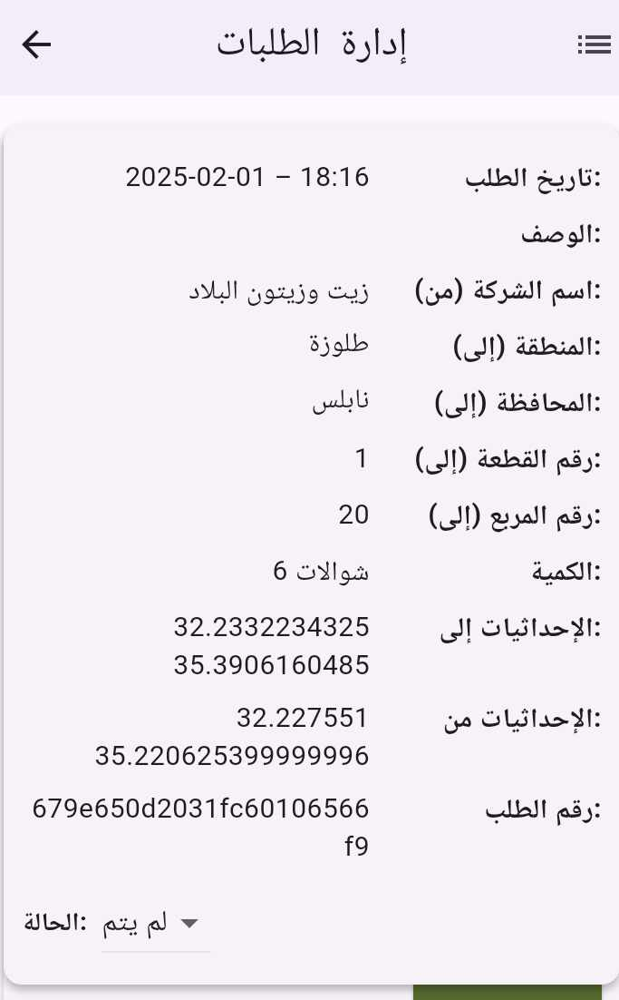 إدارة الطلبات
تاريخ الطلب: 2025-02-01 – 18:16
الوصف:
اسم الشركة (من): زيت وزيتون البلاد
المنطقة (إلى): طلوزة
المحافظة (إلى): نابلس
رقم القطعة (إلى): 1
رقم المربع (إلى): 20
الكمية: شوالات 6
الإحداثيات إلى: 32.2332234325
35.3906160485
الإحداثيات من: 32.227551
35.220625399999996
رقم الطلب: 679e650d2031fc60106566
f9
الحالة: لم يتم